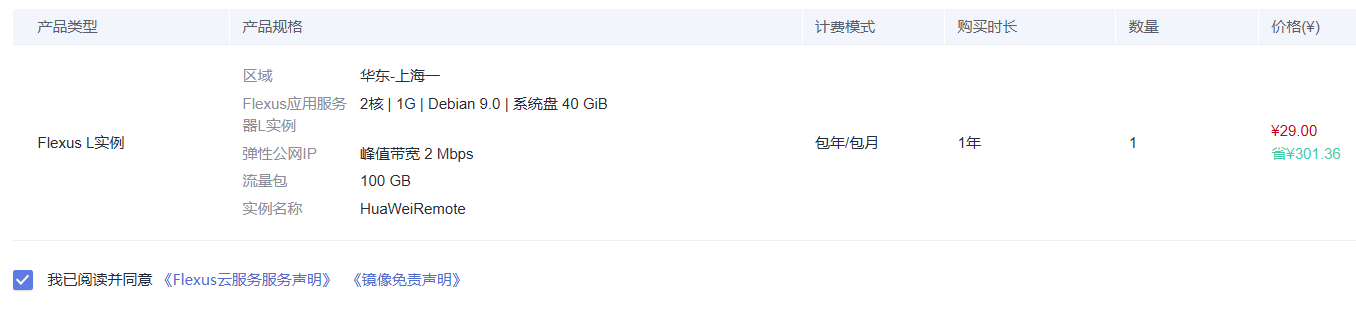 产品类型 产品规格 计费模式 购买时长 数量 价格(¥)
区域 华东-上海一
Flexus应用服务器L实例 2核 | 1G | Debian 9.0 | 系统盘 40 GiB
弹性公网IP 峰值带宽 2 Mbps
流量包 100 GB
实例名称 HuaWeiRemote
Flexus L实例 包年/包月 1年 1 ¥29.00
省¥301.36
我已阅读并同意 《Flexus云服务服务声明》 《镜像免责声明》